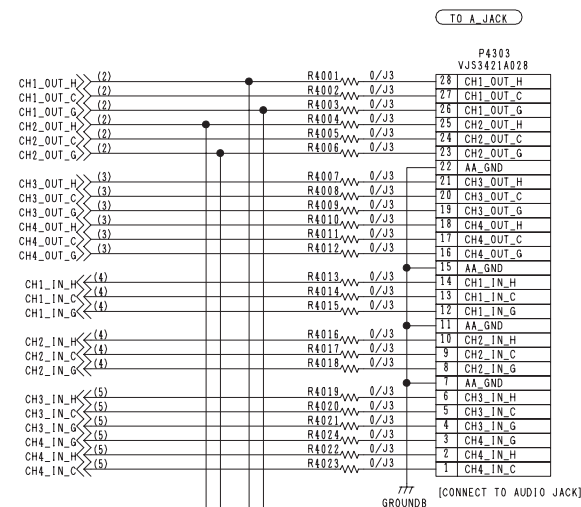 TO A_JACK
P4303
VJS3421A028
CH1_OUT_H (2) R4001 0/J3 28 CH1_OUT_H
CH1_OUT_C (2) R4002 0/J3 27 CH1_OUT_C
CH1_OUT_G (2) R4003 0/J3 26 CH1_OUT_G
CH2_OUT_H (2) R4004 0/J3 25 CH2_OUT_H
CH2_OUT_C (2) R4005 0/J3 24 CH2_OUT_C
CH2_OUT_G (2) R4006 0/J3 23 CH2_OUT_G
22 AA_GND
CH3_OUT_H (3) R4007 0/J3 21 CH3_OUT_H
CH3_OUT_C (3) R4008 0/J3 20 CH3_OUT_C
CH3_OUT_G (3) R4009 0/J3 19 CH3_OUT_G
CH4_OUT_H (3) R4010 0/J3 18 CH4_OUT_H
CH4_OUT_C (3) R4011 0/J3 17 CH4_OUT_C
CH4_OUT_G (3) R4012 0/J3 16 CH4_OUT_G
15 AA_GND
CH1_IN_H (4) R4013 0/J3 14 CH1_IN_H
CH1_IN_C (4) R4014 0/J3 13 CH1_IN_C
CH1_IN_G (4) R4015 0/J3 12 CH1_IN_G
11 AA_GND
CH2_IN_H (4) R4016 0/J3 10 CH2_IN_H
CH2_IN_C (4) R4017 0/J3 9 CH2_IN_C
CH2_IN_G (4) R4018 0/J3 8 CH2_IN_G
7 AA_GND
CH3_IN_H (5) R4019 0/J3 6 CH3_IN_H
CH3_IN_C (5) R4020 0/J3 5 CH3_IN_C
CH3_IN_G (5) R4021 0/J3 4 CH3_IN_G
CH4_IN_G (5) R4024 0/J3 3 CH4_IN_G
CH4_IN_H (5) R4022 0/J3 2 CH4_IN_H
CH4_IN_C (5) R4023 0/J3 1 CH4_IN_C
GROUNDB [CONNECT TO AUDIO JACK]